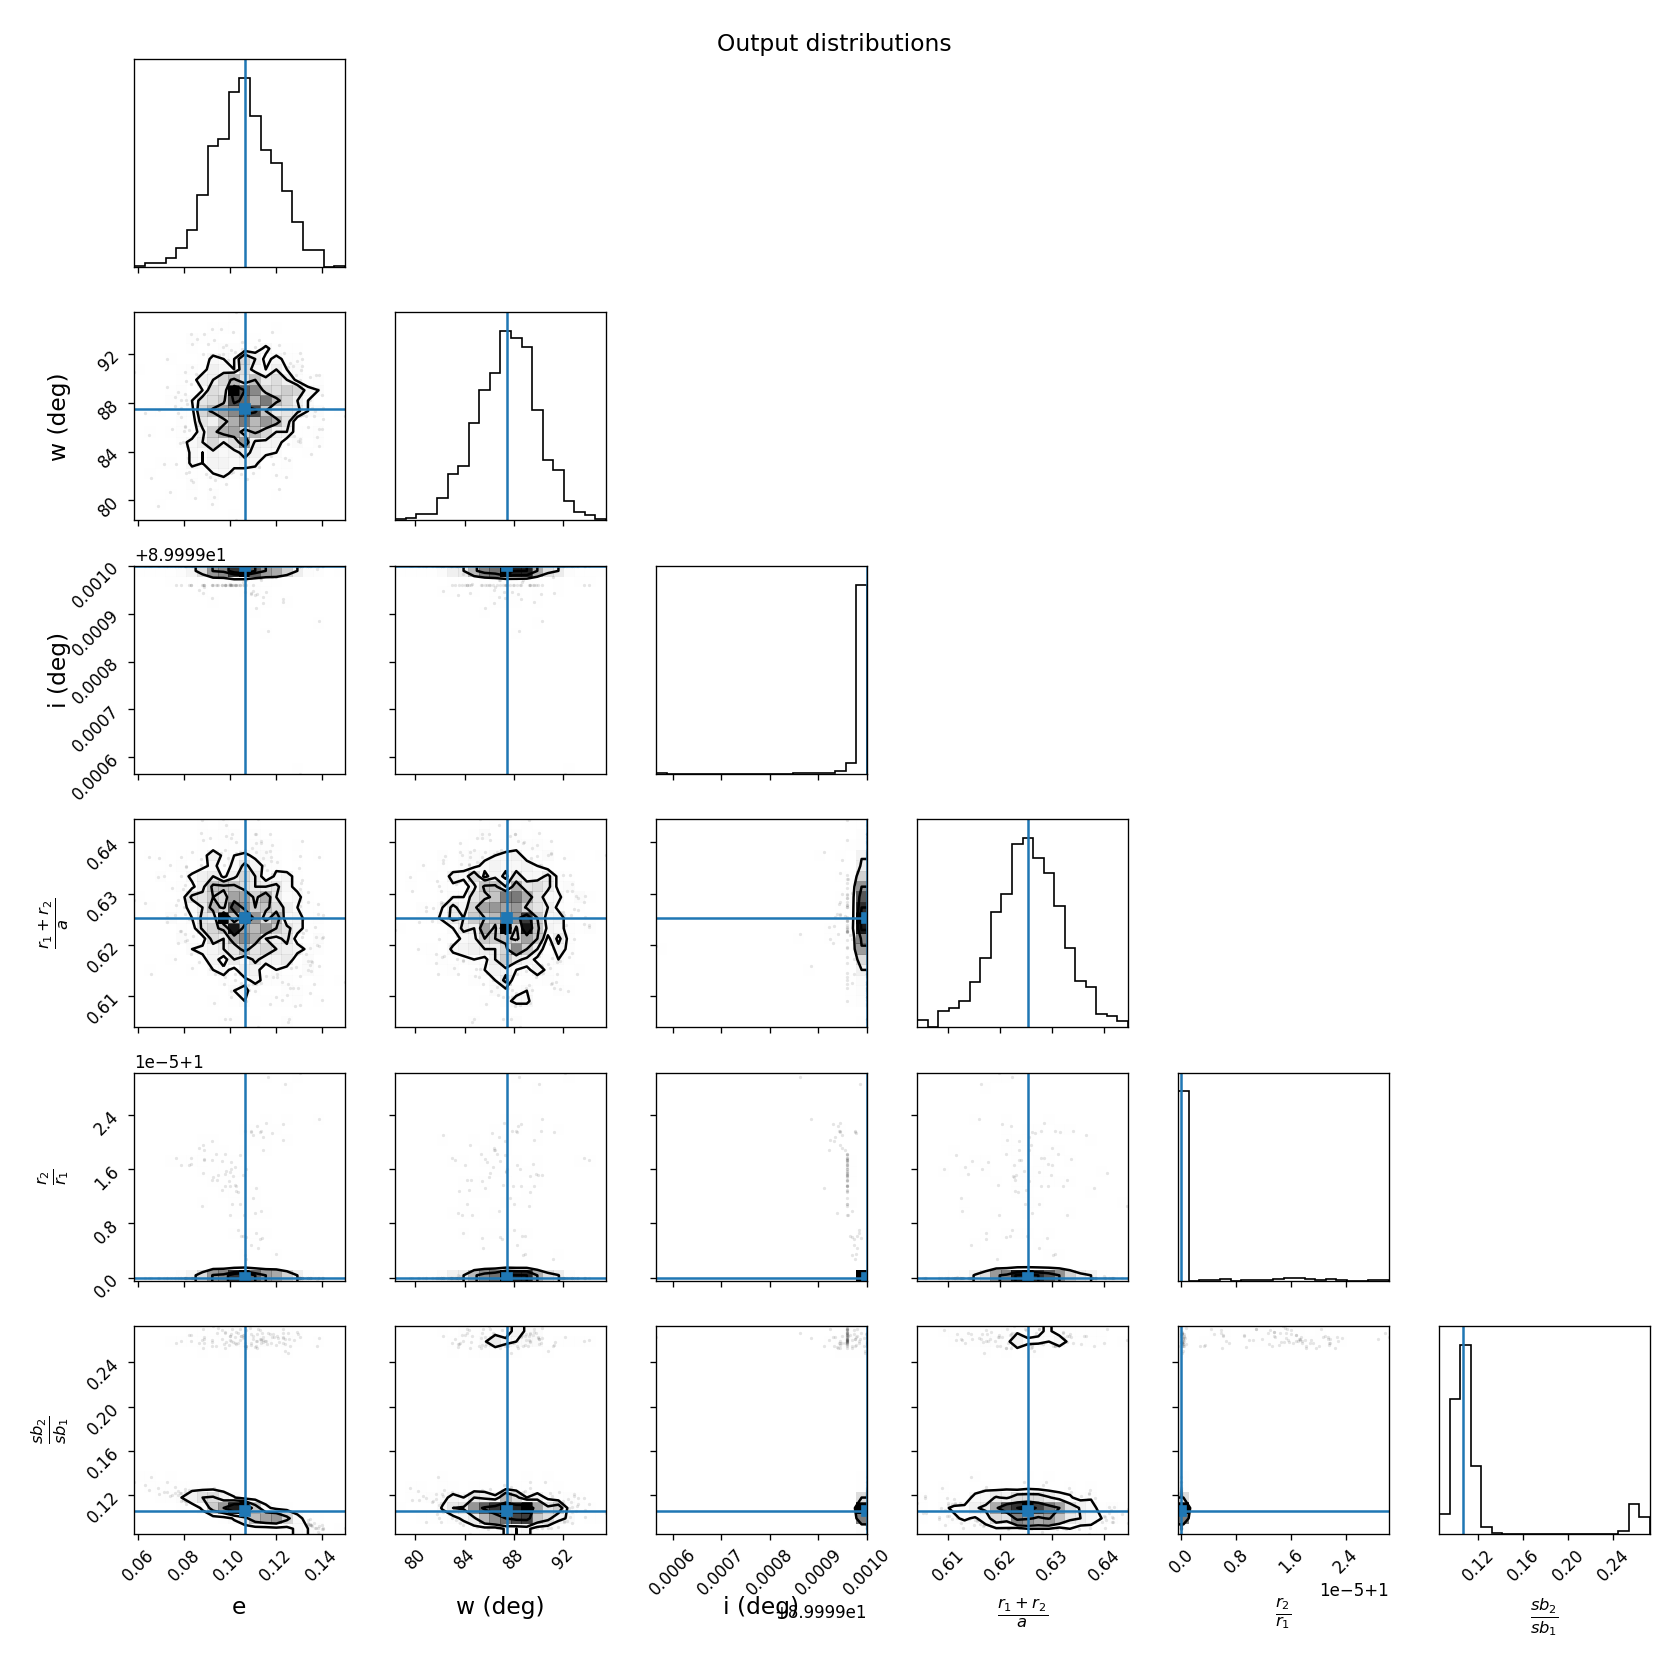 Output distributions
w (deg)
92
88
84
80
+8.9999e1
i (deg)
0.0010
0.0009
0.0008
0.0007
0.0006
r₁ + r₂
a
0.64
0.63
0.62
0.61
1e−5+1
r₂
r₁
2.4
1.6
0.8
0.0
sb₂
sb₁
0.24
0.20
0.16
0.12
0.06 0.08 0.10 0.12 0.14
80 84 88 92
0.0006 0.0007 0.0008 0.0009 0.0010
0.61 0.62 0.63 0.64
0.0 0.8 1.6 2.4
0.12 0.16 0.20 0.24
1e−5+1
e
w (deg)
i (deg)
+8.9999e1
r₁ + r₂
a
r₂
r₁
sb₂
sb₁